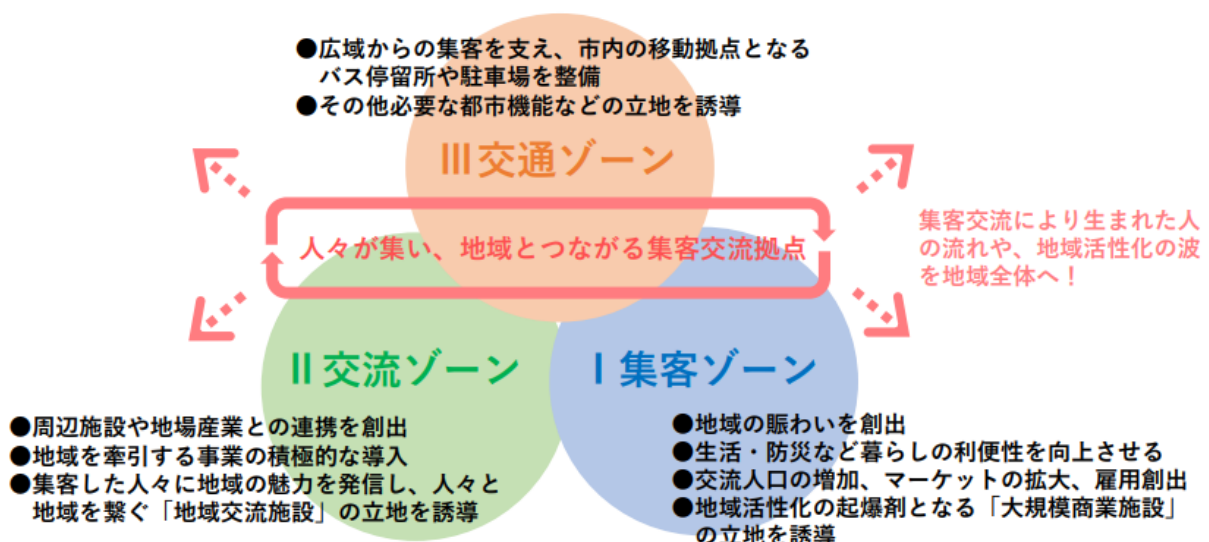 ●広域からの集客を支え、市内の移動拠点となる
バス停留所や駐車場を整備
●その他必要な都市機能などの立地を誘導
Ⅲ交通ゾーン
人々が集い、地域とつながる集客交流拠点
集客交流により生まれた人
の流れや、地域活性化の波
を地域全体へ！
Ⅱ交流ゾーン
●周辺施設や地場産業との連携を創出
●地域を牽引する事業の積極的な導入
●集客した人々に地域の魅力を発信し、人々と
地域を繋ぐ「地域交流施設」の立地を誘導
Ⅰ集客ゾーン
●地域の賑わいを創出
●生活・防災など暮らしの利便性を向上させる
●交流人口の増加、マーケットの拡大、雇用創出
●地域活性化の起爆剤となる「大規模商業施設」
の立地を誘導